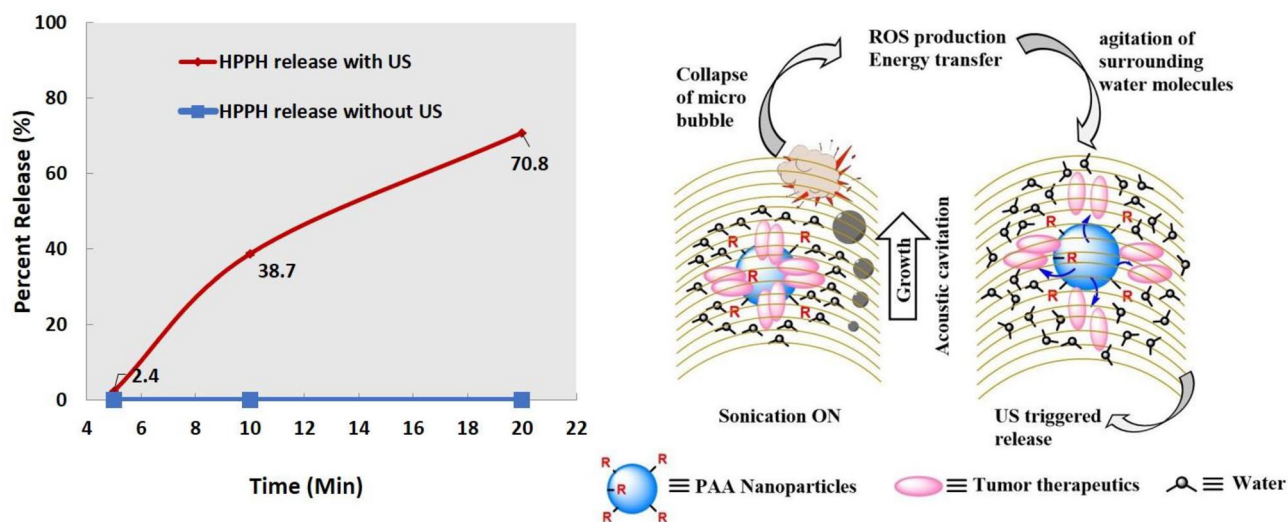 100
80
60
40
20
0
Percent Release (%)
HPPH release with US
HPPH release without US
2.4
38.7
70.8
4 6 8 10 12 14 16 18 20 22
Time (Min)
Collapse
of micro
bubble
ROS production
Energy transfer
agitation of
surrounding
water molecules
R
R
R
R
Growth
Acoustic cavitation
R
R
R
R
R
Sonication ON
US triggered
release
R
R
R
R
R
≡ PAA Nanoparticles
≡ Tumor therapeutics
≡ Water